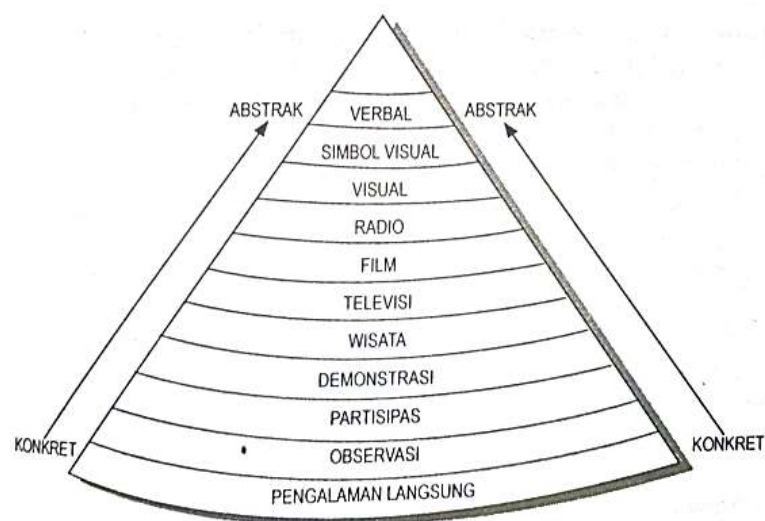 ABSTRAK
VERBAL
ABSTRAK
SIMBOL VISUAL
VISUAL
RADIO
FILM
TELEVISI
WISATA
DEMONSTRASI
PARTISIPAS
KONKRET
OBSERVASI
KONKRET
PENGALAMAN LANGSUNG